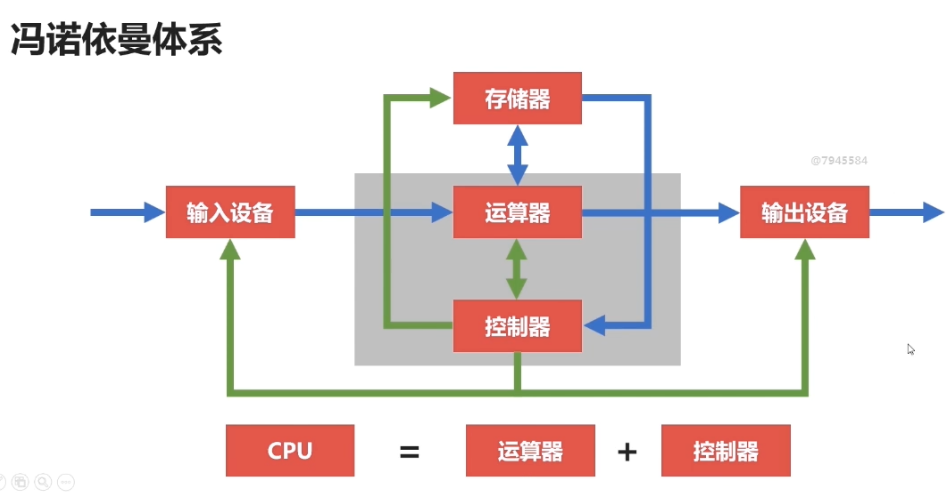 冯诺依曼体系
存储器
@7945584
输入设备
运算器
输出设备
控制器
CPU = 运算器 + 控制器